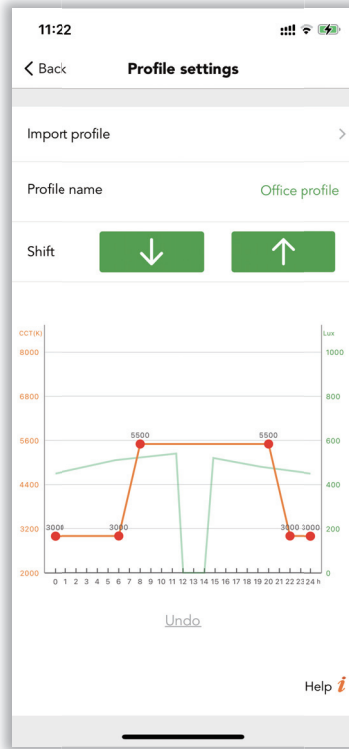 11:22
Back Profile settings
Import profile
Profile name Office profile
Shift
CCT(K) Lux
8000 1000
6800 800
5500 5500
5600 600
4400 400
3000 3000 3000 3000
3200 200
2000 0
0 1 2 3 4 5 6 7 8 9 10 11 12 13 14 15 16 17 18 19 20 21 22 23 24 h
Undo
Help i